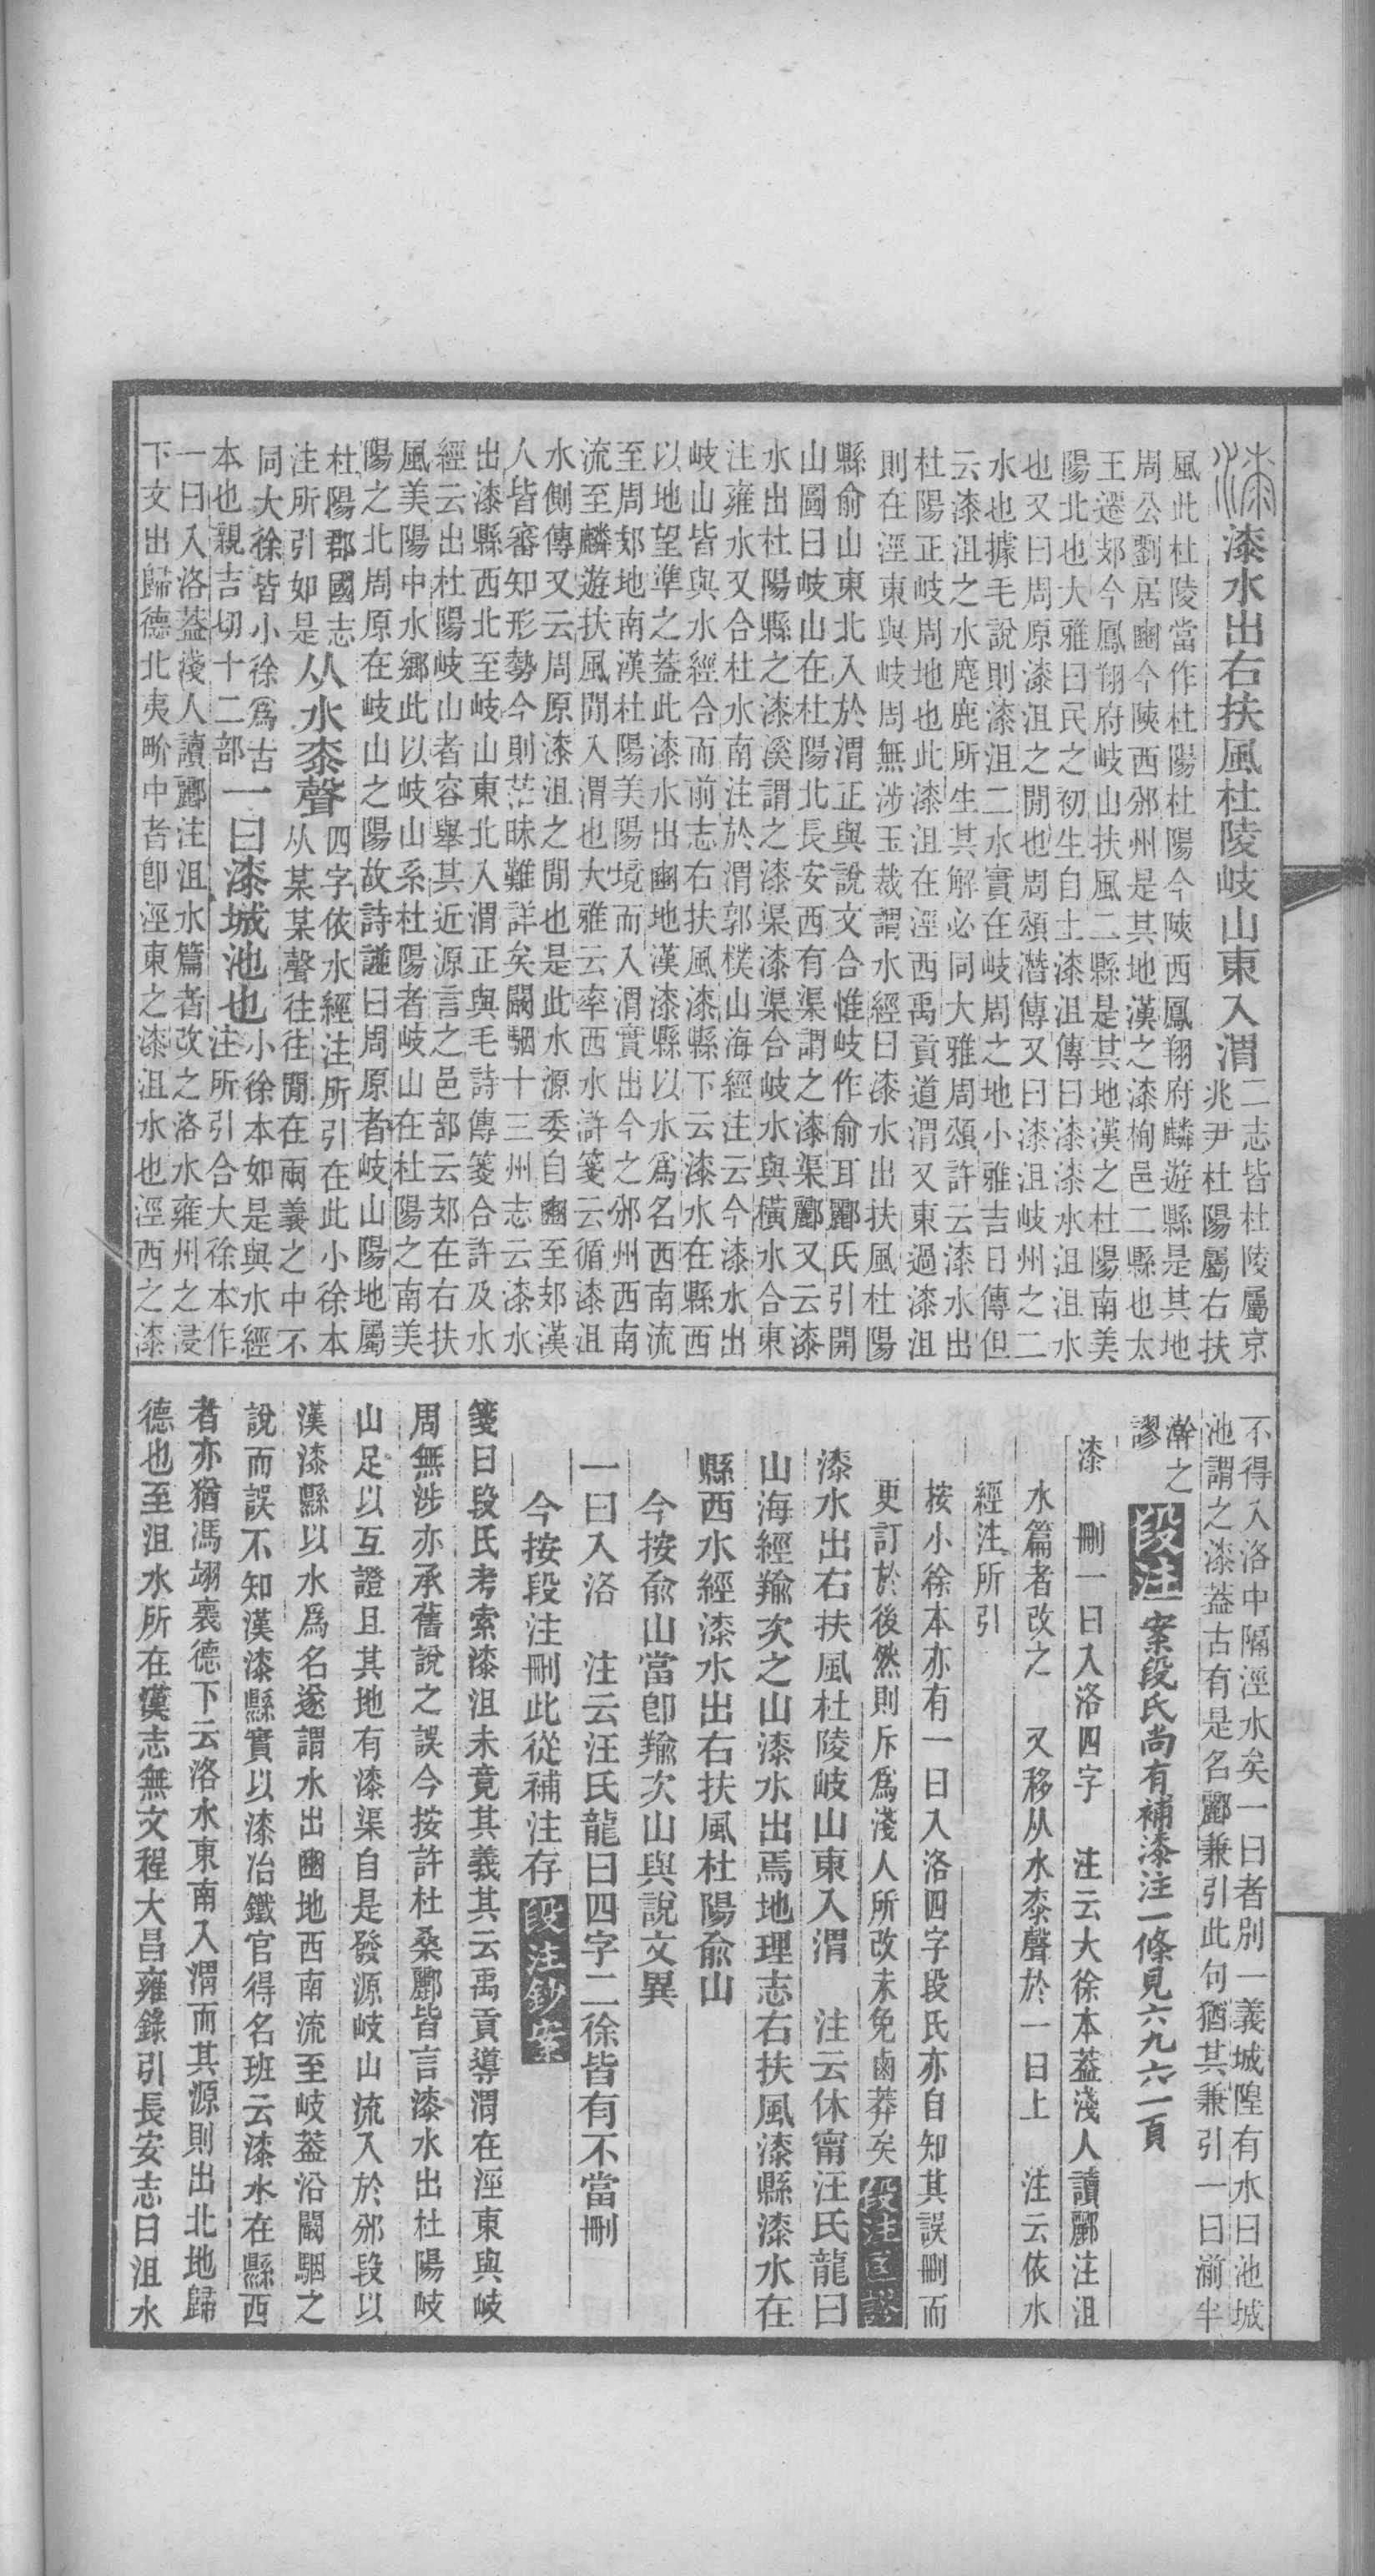 漆水出右扶風杜陵岐山東入渭
二志皆杜陵屬京
兆尹杜陽屬右扶
風此杜陵當作杜陽杜陽今陝西鳳翔府麟遊縣是其地
周公劉居豳今陝西邠州是其地漢之漆栒邑二縣也太
王遷郊今鳳翔府岐山扶風二縣是其地漢之杜陽南美
陽北也大雅曰民之初生自土漆沮傳曰漆漆水沮沮水
也又曰周原漆沮之閒也周頌潛傳又曰漆沮岐州之二
水也據毛說則漆沮二水實在岐周之地小雅吉日傳但
云漆沮之水麀鹿所生其解必同大雅周頌許云漆水出
杜陽正岐周地也此漆沮在涇西禹貢道渭又東過漆沮
則在涇東與岐周無涉玉裁謂水經曰漆水出扶風杜陽
縣俞山東北入於渭正與說文合惟岐作俞耳酈氏引開
山圖曰岐山在杜陽北長安西有渠謂之漆渠酈又云漆
水出杜陽縣之漆溪謂之漆渠漆渠合岐水與橫水合東
注雍水又合杜水南注於渭郭樸山海經注云今漆水出
岐山皆與水經合而前志右扶風漆縣下云漆水在縣西
以地望準之蓋此漆水出豳地漢漆縣以水爲名西南流
至周郊地南漢杜陽美陽境而入渭實出今之邠州西南
流至麟遊扶風閒入渭也大雅云率西水滸箋云循漆沮
水側傳又云周原漆沮之閒也是此水源委自豳至郊漢
人皆審知形勢今則茫昧難詳矣闞駰十三州志云漆水
出漆縣西北至岐山東北入渭正與毛詩傳箋合許及水
經云出杜陽岐山者容舉其近源言之邑部云郊在右扶
風美陽中水鄉此以岐山系杜陽者岐山在杜陽之南美
陽之北周原在岐山之陽故詩譜曰周原者岐山陽地屬
杜陽郡國志
注所引如是从水桼聲四字依水經注所引在此小徐本
从某某聲往往閒在兩義之中不
同大徐皆小徐爲古
本也親吉切十二部一曰漆城池也小徐本如是與水經
注所引合大徐本作
一曰入洛蓋淺人讀酈注沮水篇者改之洛水雍州之浸
下文出歸德北夷畍中者卽涇東之漆沮水也涇西之漆
不得入洛中隔涇水矣一曰者別一義城隍有水曰池城
池謂之漆蓋古有是名酈兼引此句猶其兼引一曰湔半
澣之
謬 段注 案段氏尚有補漆注一條見六九六一頁
漆 刪一曰入洛四字 注云大徐本蓋淺人讀酈注沮
水篇者改之 又移从水桼聲於一曰上 注云依水
經注所引
按小徐本亦有一曰入洛四字段氏亦自知其誤刪而
更訂於後然則斥爲淺人所改未免鹵莽矣 段注匡謬
漆水出右扶風杜陵岐山東入渭 注云休甯汪氏龍曰
山海經羭次之山漆水出焉地理志右扶風漆縣漆水在
縣西水經漆水出右扶風杜陽俞山
今按俞山當卽羭次山與說文異
一曰入洛 注云汪氏龍曰四字二徐皆有不當刪
今按段注刪此從補注存 段注鈔案
箋曰段氏考索漆沮未竟其義其云禹貢導渭在涇東與岐
周無涉亦承舊說之誤今按許杜桑酈皆言漆水出杜陽岐
山足以互證且其地有漆渠自是發源岐山流入於邠段以
漢漆縣以水爲名遂謂水出豳地西南流至岐蓋沿闞駰之
說而誤不知漢漆縣實以漆冶鐵官得名班云漆水在縣西
者亦猶馮翊褱德下云洛水東南入渭而其源則出北地歸
德也至沮水所在漢志無文程大昌雍錄引長安志曰沮水